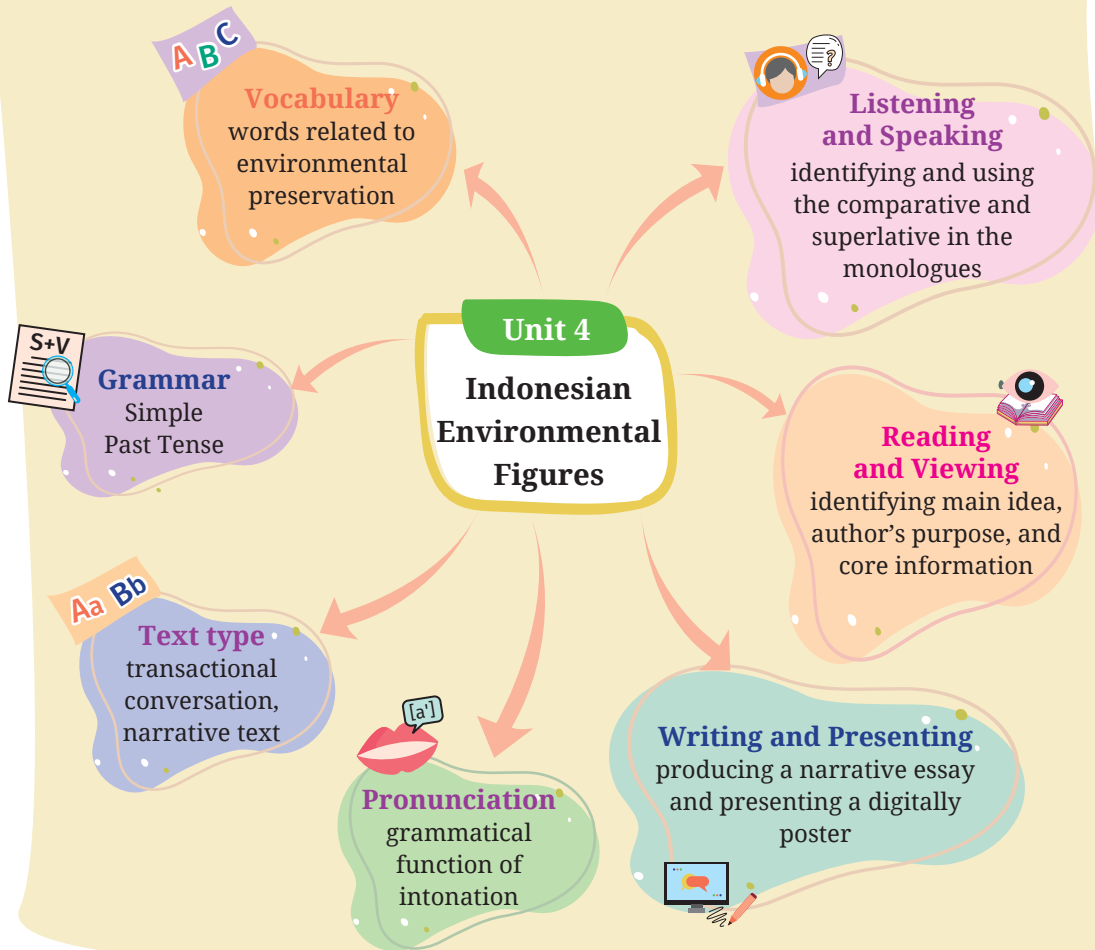 A B C
Vocabulary
words related to
environmental
preservation
?
Listening
and Speaking
identifying and using
the comparative and
superlative in the
monologues
Unit 4
Indonesian
Environmental
Figures
S+V
Grammar
Simple
Past Tense
Reading
and Viewing
identifying main idea,
author’s purpose, and
core information
Aa Bb
Text type
transactional
conversation,
narrative text
[a']
Pronunciation
grammatical
function of
intonation
Writing and Presenting
producing a narrative essay
and presenting a digitally
poster